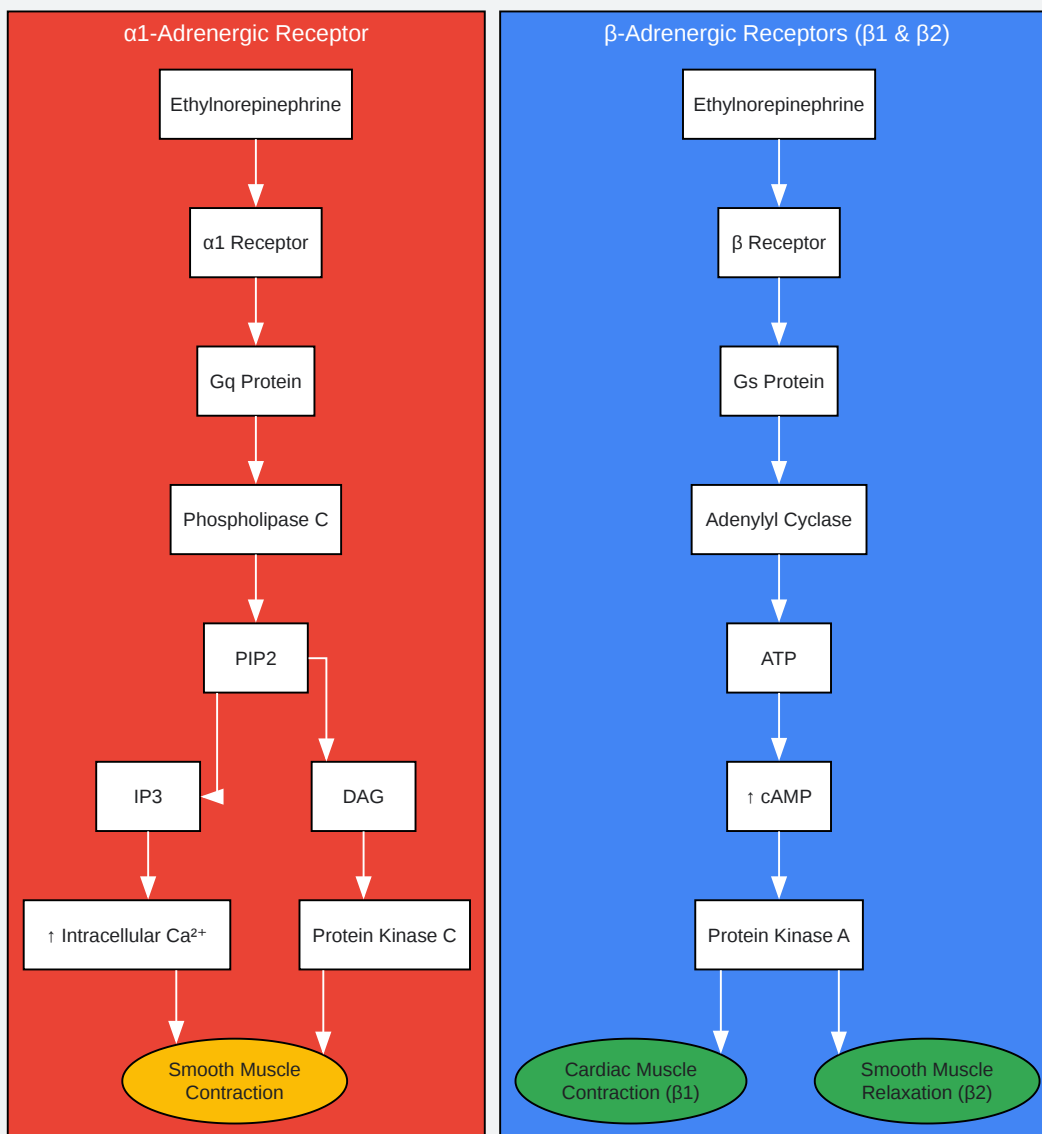 α1-Adrenergic Receptor
Ethylnorepinephrine
α1 Receptor
Gq Protein
Phospholipase C
PIP2
IP3
DAG
↑ Intracellular Ca²⁺
Protein Kinase C
Smooth Muscle
Contraction
β-Adrenergic Receptors (β1 & β2)
Ethylnorepinephrine
β Receptor
Gs Protein
Adenylyl Cyclase
ATP
↑ cAMP
Protein Kinase A
Cardiac Muscle
Contraction (β1)
Smooth Muscle
Relaxation (β2)